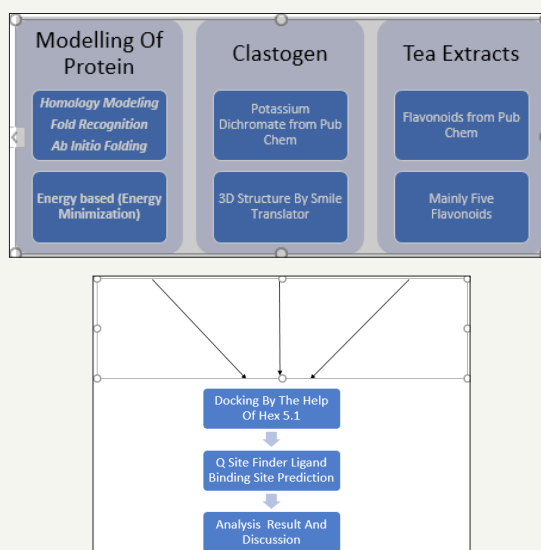 Modelling Of
Protein
Homology Modeling
Fold Recognition
Ab Initio Folding
Energy based (Energy
Minimization)
Clastogen
Potassium
Dichromate from Pub
Chem
3D Structure By Smile
Translator
Tea Extracts
Flavonoids from Pub
Chem
Mainly Five
Flavonoids
Docking By The Help
Of Hex 5.1
Q Site Finder Ligand
Binding Site Prediction
Analysis Result And
Discussion